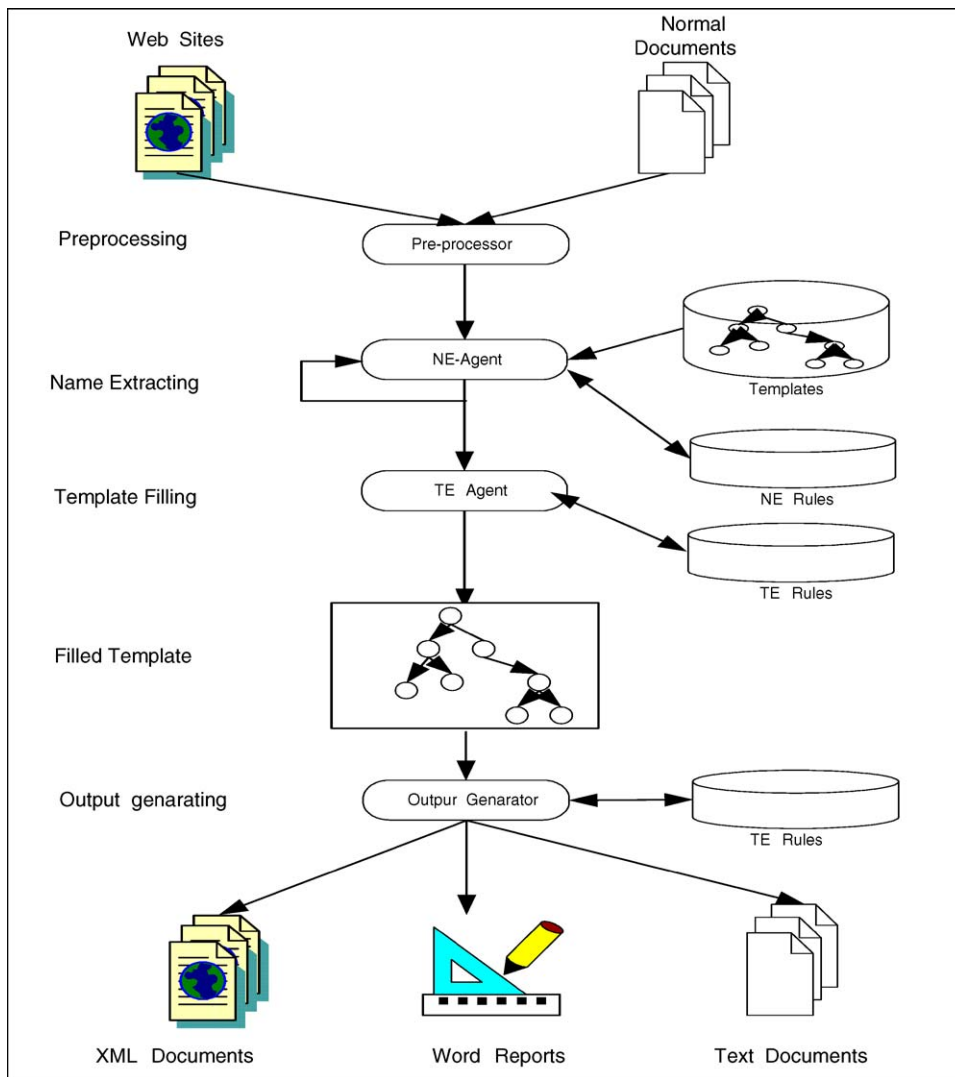 Web Sites
Normal
Documents
Preprocessing
Pre-processor
NE-Agent
Name Extracting
Templates
Template Filling
TE Agent
NE Rules
TE Rules
Filled Template
Output genarating
Outpur Genarator
TE Rules
XML Documents
Word Reports
Text Documents